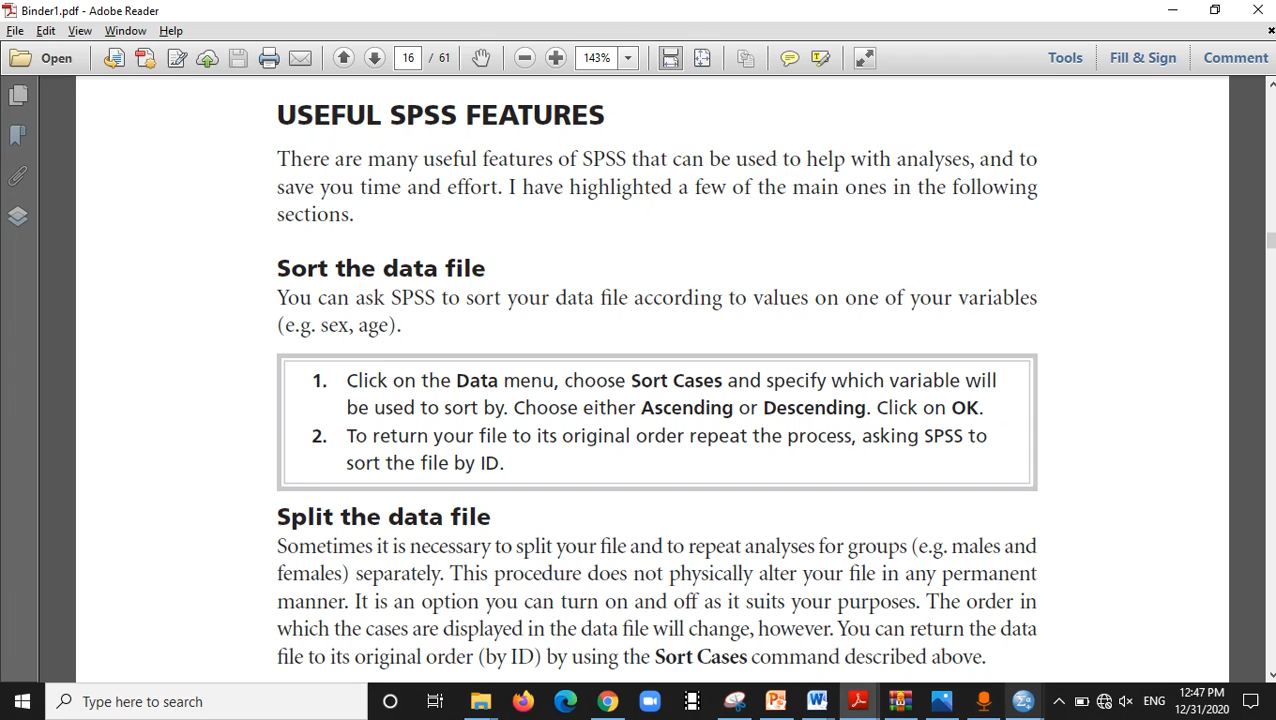 Binder1.pdf - Adobe Reader
File Edit View Window Help
Open 16 / 61 143% Tools Fill & Sign Comment
USEFUL SPSS FEATURES
There are many useful features of SPSS that can be used to help with analyses, and to
save you time and effort. I have highlighted a few of the main ones in the following
sections.
Sort the data file
You can ask SPSS to sort your data file according to values on one of your variables
(e.g. sex, age).
1. Click on the Data menu, choose Sort Cases and specify which variable will
be used to sort by. Choose either Ascending or Descending. Click on OK.
2. To return your file to its original order repeat the process, asking SPSS to
sort the file by ID.
Split the data file
Sometimes it is necessary to split your file and to repeat analyses for groups (e.g. males and
females) separately. This procedure does not physically alter your file in any permanent
manner. It is an option you can turn on and off as it suits your purposes. The order in
which the cases are displayed in the data file will change, however. You can return the data
file to its original order (by ID) by using the Sort Cases command described above.
Type here to search
ENG
12:47 PM
12/31/2020